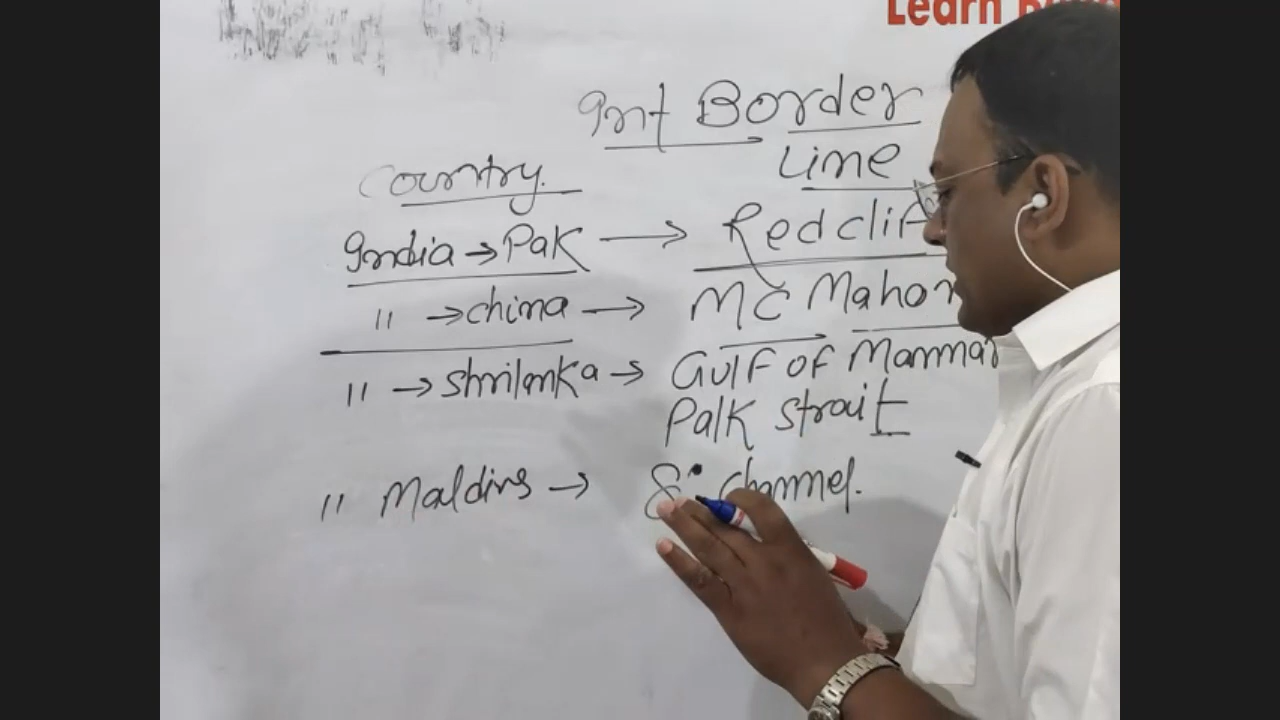 Learn
Int Border
Country. Line
India → Pak → Redclif
" → china → MC Mahon
" → Shrilanka → Gulf of Mannar
Palk Strait
" Maldivs → 8° channel.